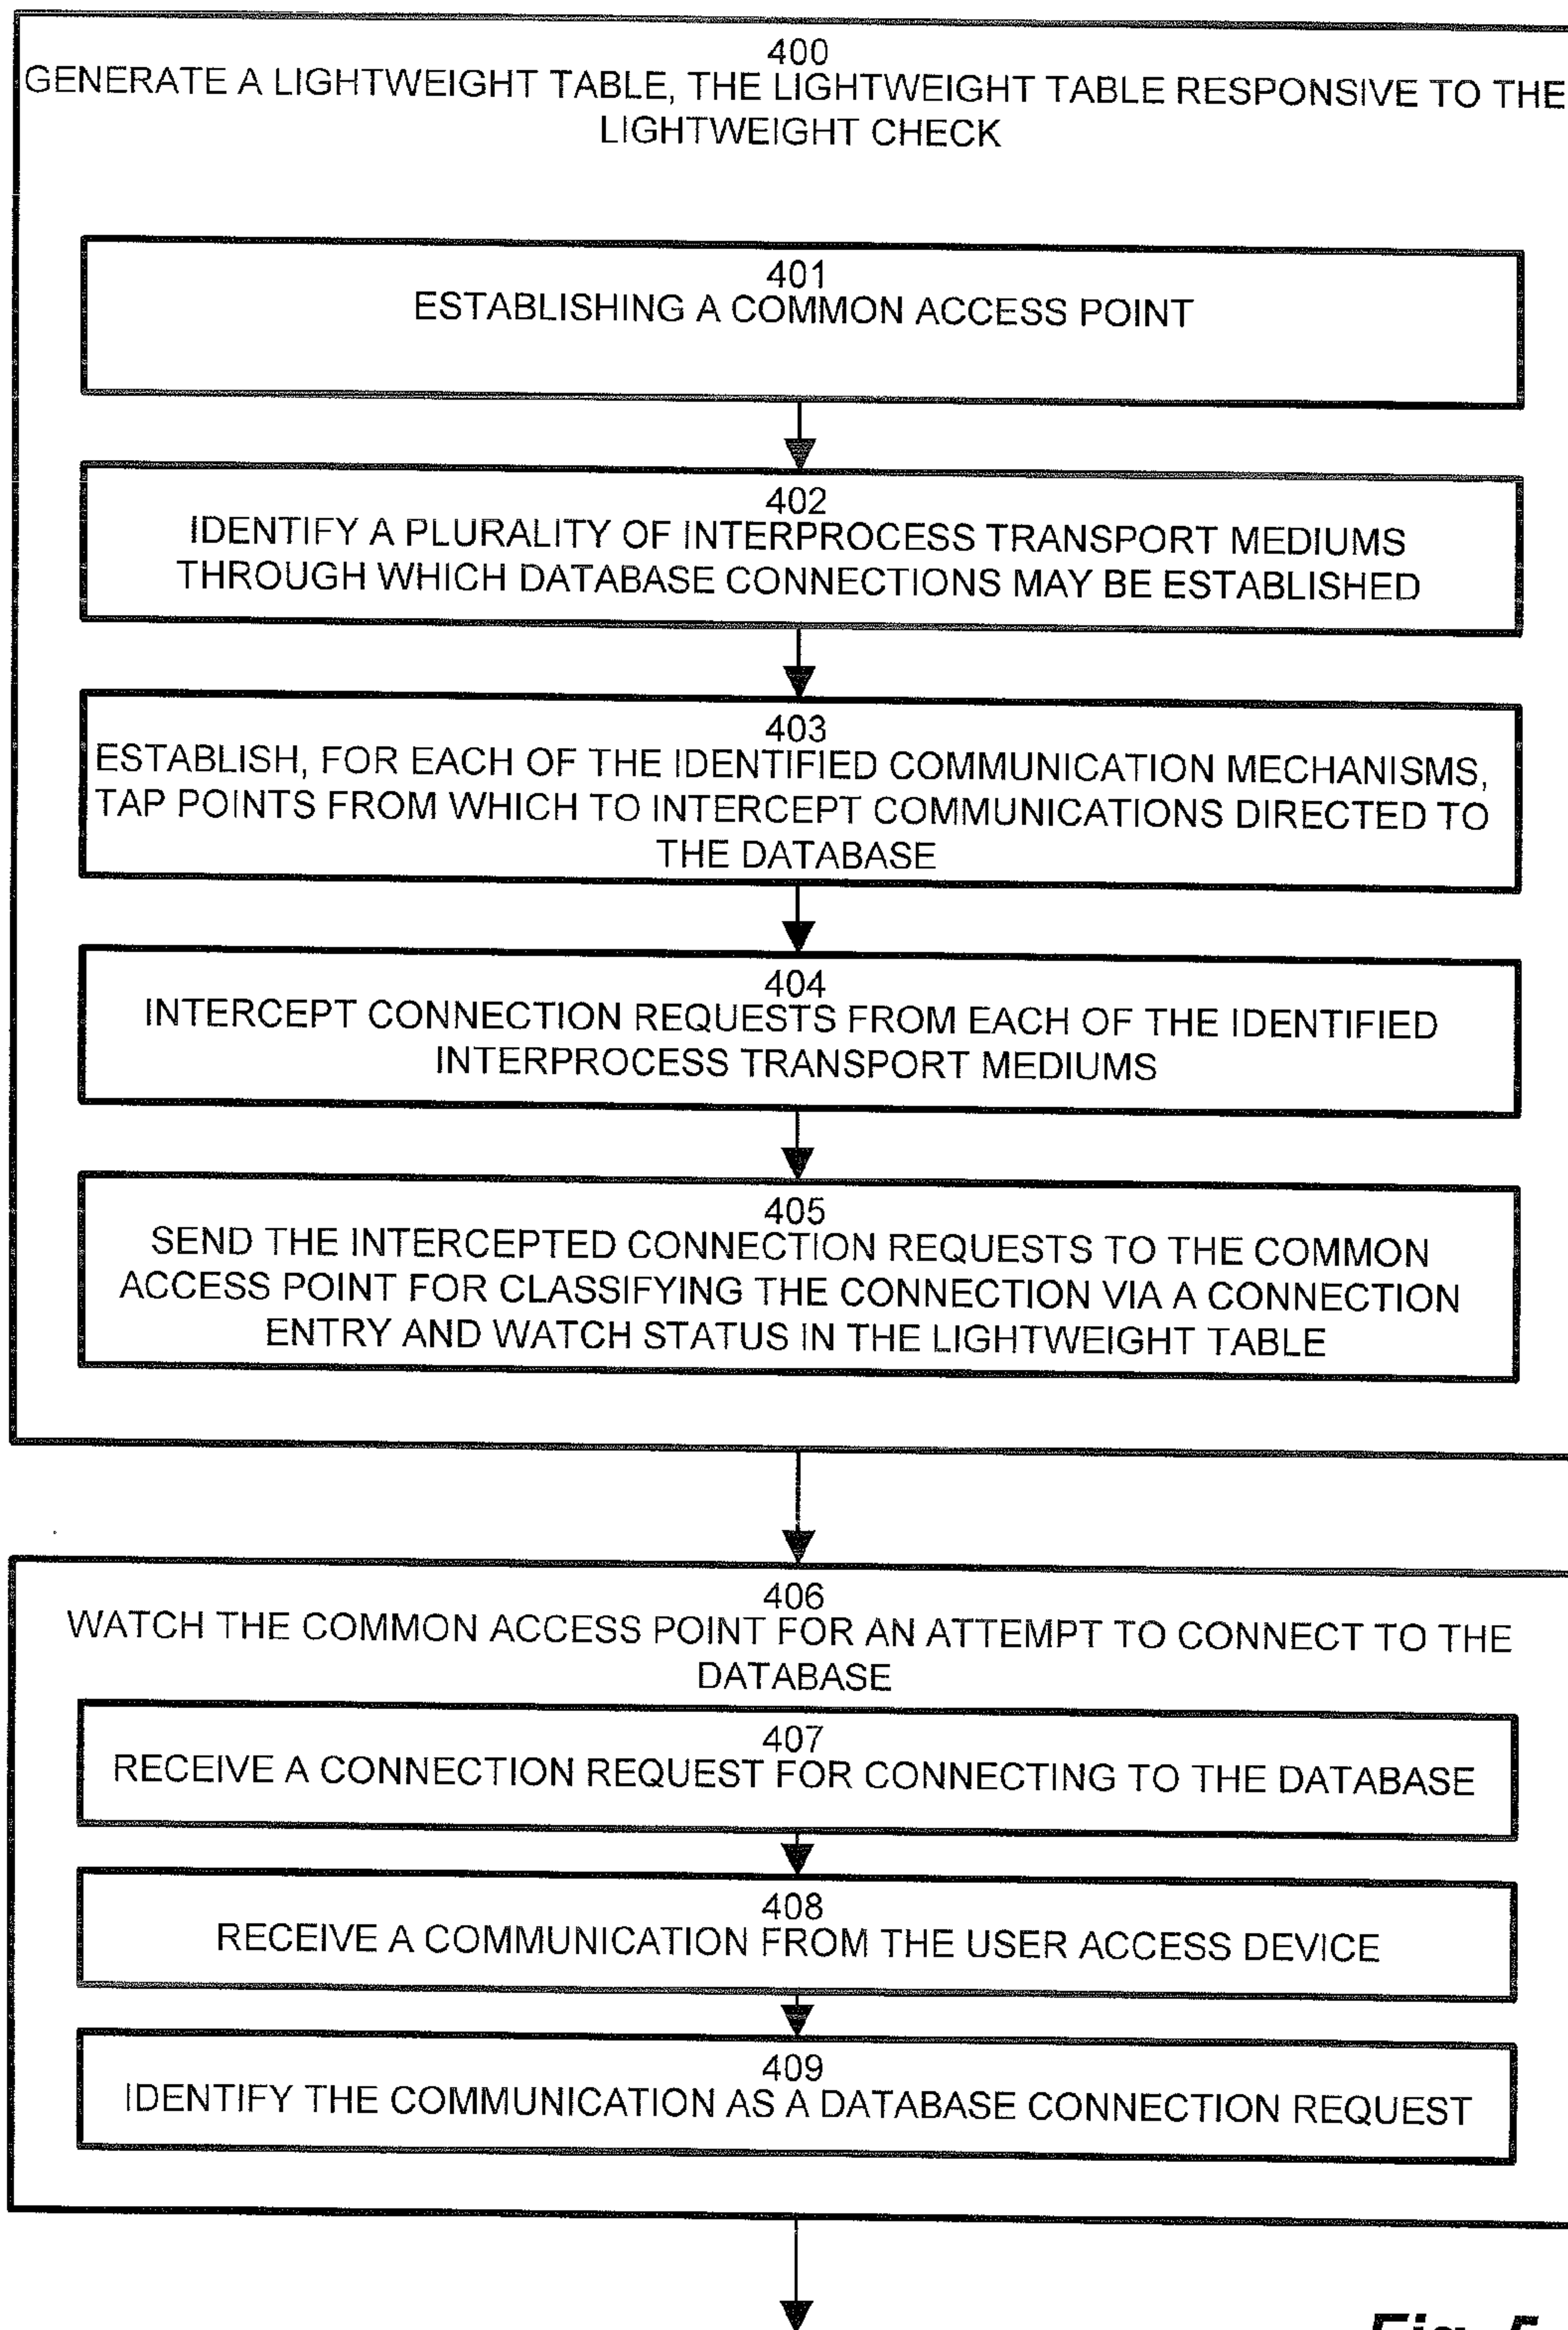 400
GENERATE A LIGHTWEIGHT TABLE, THE LIGHTWEIGHT TABLE RESPONSIVE TO THE
LIGHTWEIGHT CHECK
401
ESTABLISHING A COMMON ACCESS POINT
402
IDENTIFY A PLURALITY OF INTERPROCESS TRANSPORT MEDIUMS
THROUGH WHICH DATABASE CONNECTIONS MAY BE ESTABLISHED
403
ESTABLISH, FOR EACH OF THE IDENTIFIED COMMUNICATION MECHANISMS,
TAP POINTS FROM WHICH TO INTERCEPT COMMUNICATIONS DIRECTED TO
THE DATABASE
404
INTERCEPT CONNECTION REQUESTS FROM EACH OF THE IDENTIFIED
INTERPROCESS TRANSPORT MEDIUMS
405
SEND THE INTERCEPTED CONNECTION REQUESTS TO THE COMMON
ACCESS POINT FOR CLASSIFYING THE CONNECTION VIA A CONNECTION
ENTRY AND WATCH STATUS IN THE LIGHTWEIGHT TABLE
406
WATCH THE COMMON ACCESS POINT FOR AN ATTEMPT TO CONNECT TO THE
DATABASE
407
RECEIVE A CONNECTION REQUEST FOR CONNECTING TO THE DATABASE
408
RECEIVE A COMMUNICATION FROM THE USER ACCESS DEVICE
409
IDENTIFY THE COMMUNICATION AS A DATABASE CONNECTION REQUEST